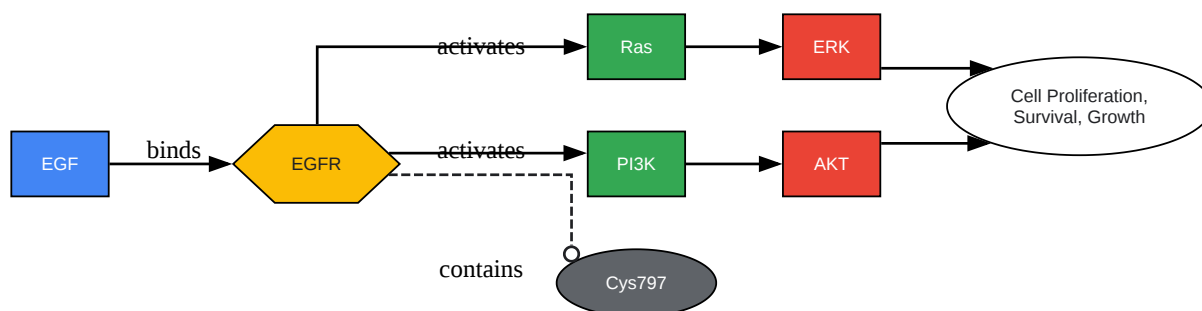 activates
Ras
ERK
Cell Proliferation,
Survival, Growth
EGF
binds
EGFR
activates
PI3K
AKT
contains
Cys797